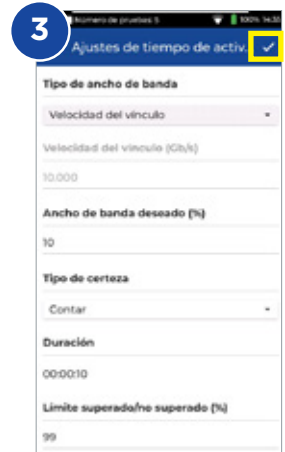 3
Número de pruebas: 5 100% 14:35
Ajustes de tiempo de activ.
Tipo de ancho de banda
Velocidad del vínculo
Velocidad del vínculo (Gb/s)
10.000
Ancho de banda deseado (%)
10
Tipo de certeza
Contar
Duración
00:00:10
Límite superado/no superado (%)
99